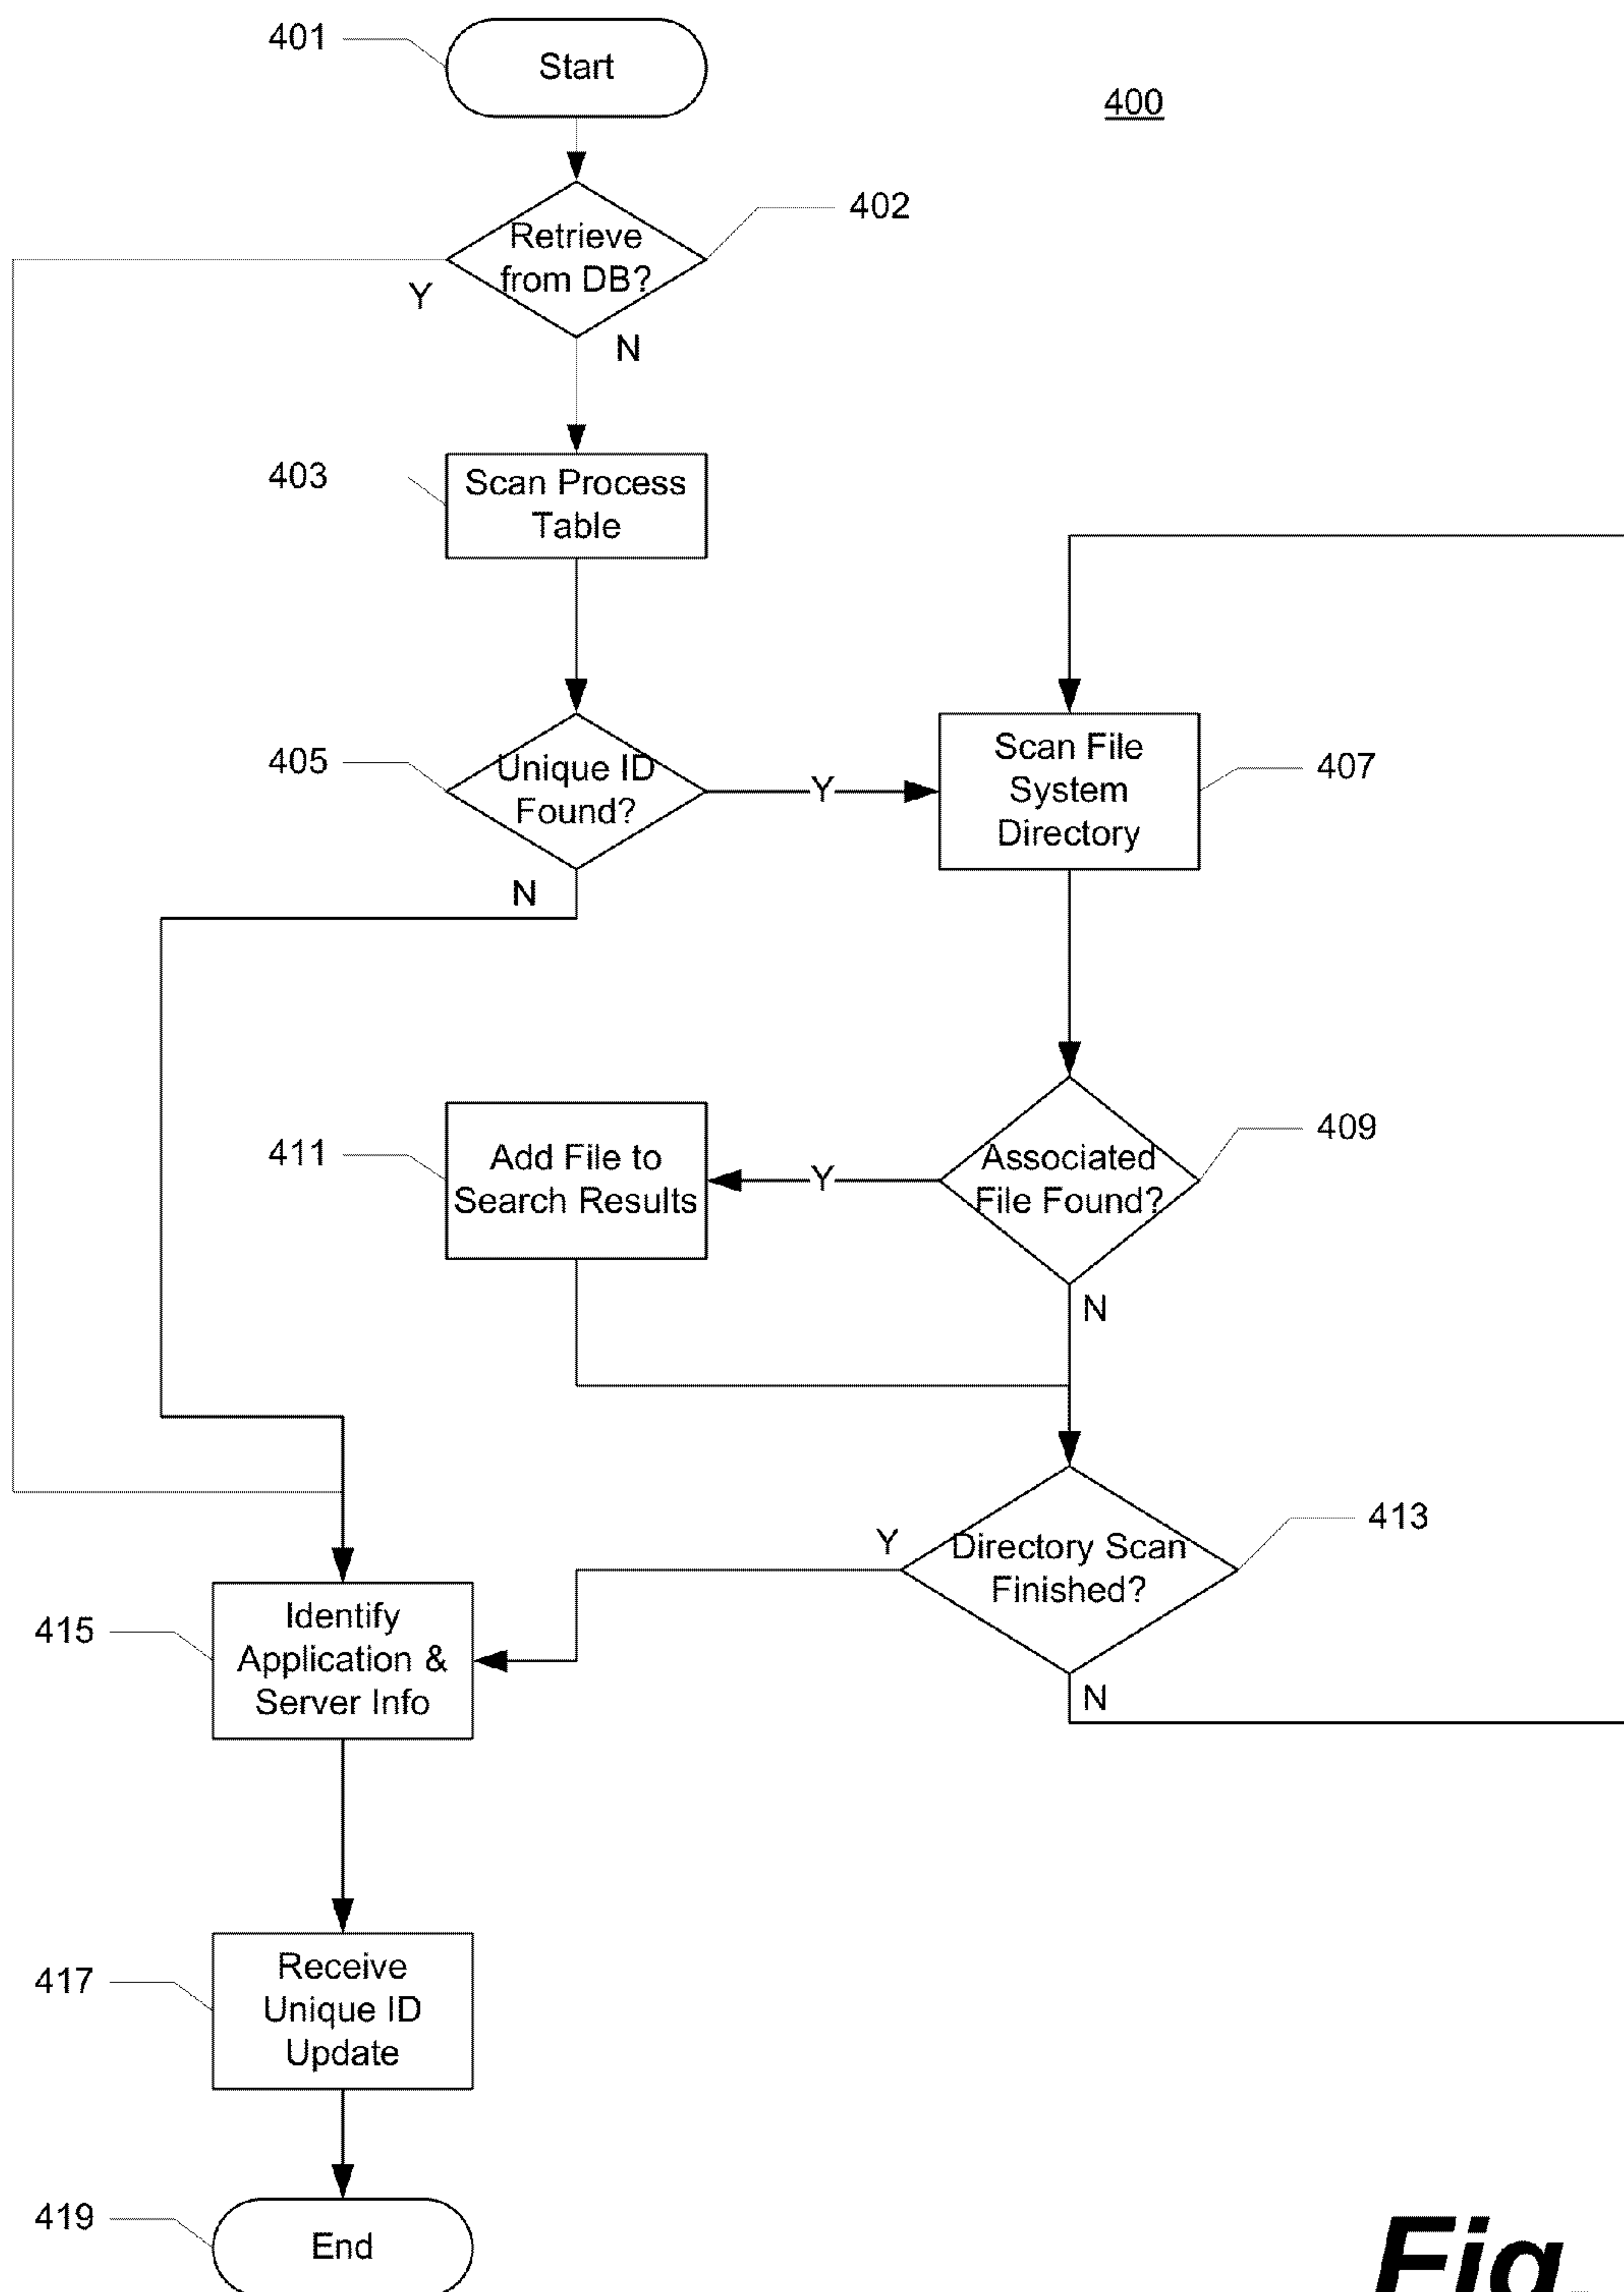 401
Start
400
402
Retrieve
from DB?
Y
N
403
Scan Process
Table
405
Unique ID
Found?
Y
Scan File
System
Directory
407
N
411
Add File to
Search Results
Y
Associated
File Found?
409
N
Y
Directory Scan
Finished?
413
415
Identify
Application &
Server Info
N
417
Receive
Unique ID
Update
419
End
Fig.